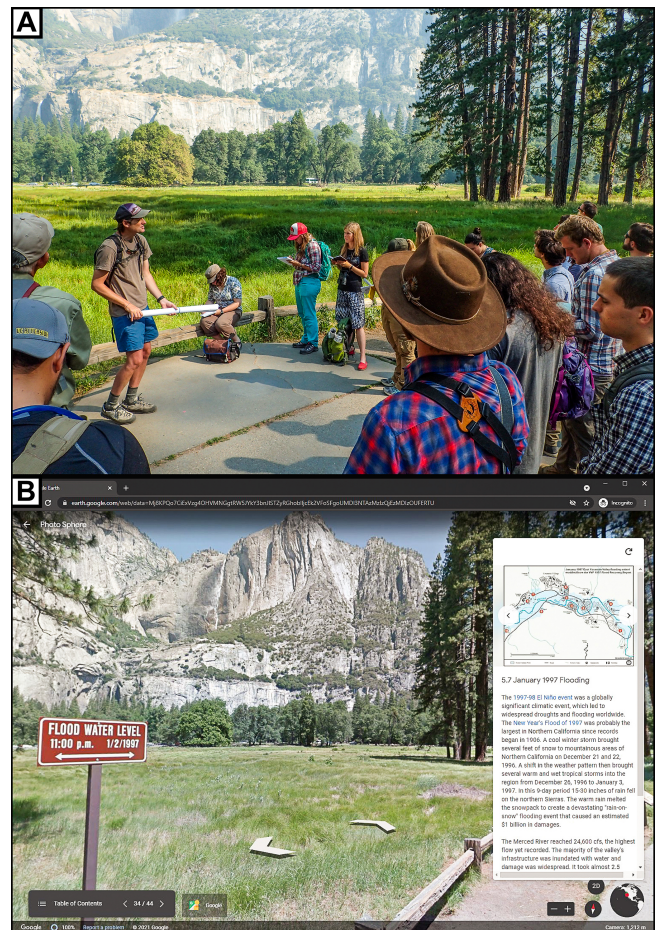 A
B
le Earth
earth.google.com/web/
Incognito
Photo Sphere
FLOOD WATER LEVEL
11:00 p.m. 1/2/1997
5.7 January 1997 Flooding
The 1997-98 El Niño event was a globally
significant climatic event, which led to
widespread droughts and flooding worldwide.
The New Year's Flood of 1997 was probably the
largest in Northern California since records
began in 1906. A cool winter storm brought
several feet of snow to mountainous areas of
Northern California on December 21 and 22,
1996. A shift in the weather pattern then brought
several warm and wet tropical storms into the
region from December 26, 1996 to January 3,
1997. In this 9-day period 15-30 inches of rain fell
on the northern Sierras. The warm rain melted
the snowpack to create a devastating "rain-on-
snow" flooding event that caused an estimated
$1 billion in damages.
The Merced River reached 24,600 cfs, the highest
flow yet recorded. The majority of the valley's
infrastructure was inundated with water and
damage was widespread. It took almost 2.5
Table of Contents
34 / 44
Google
2D
Google
100%
Report a problem
© 2021 Google
Camera: 1,212 m